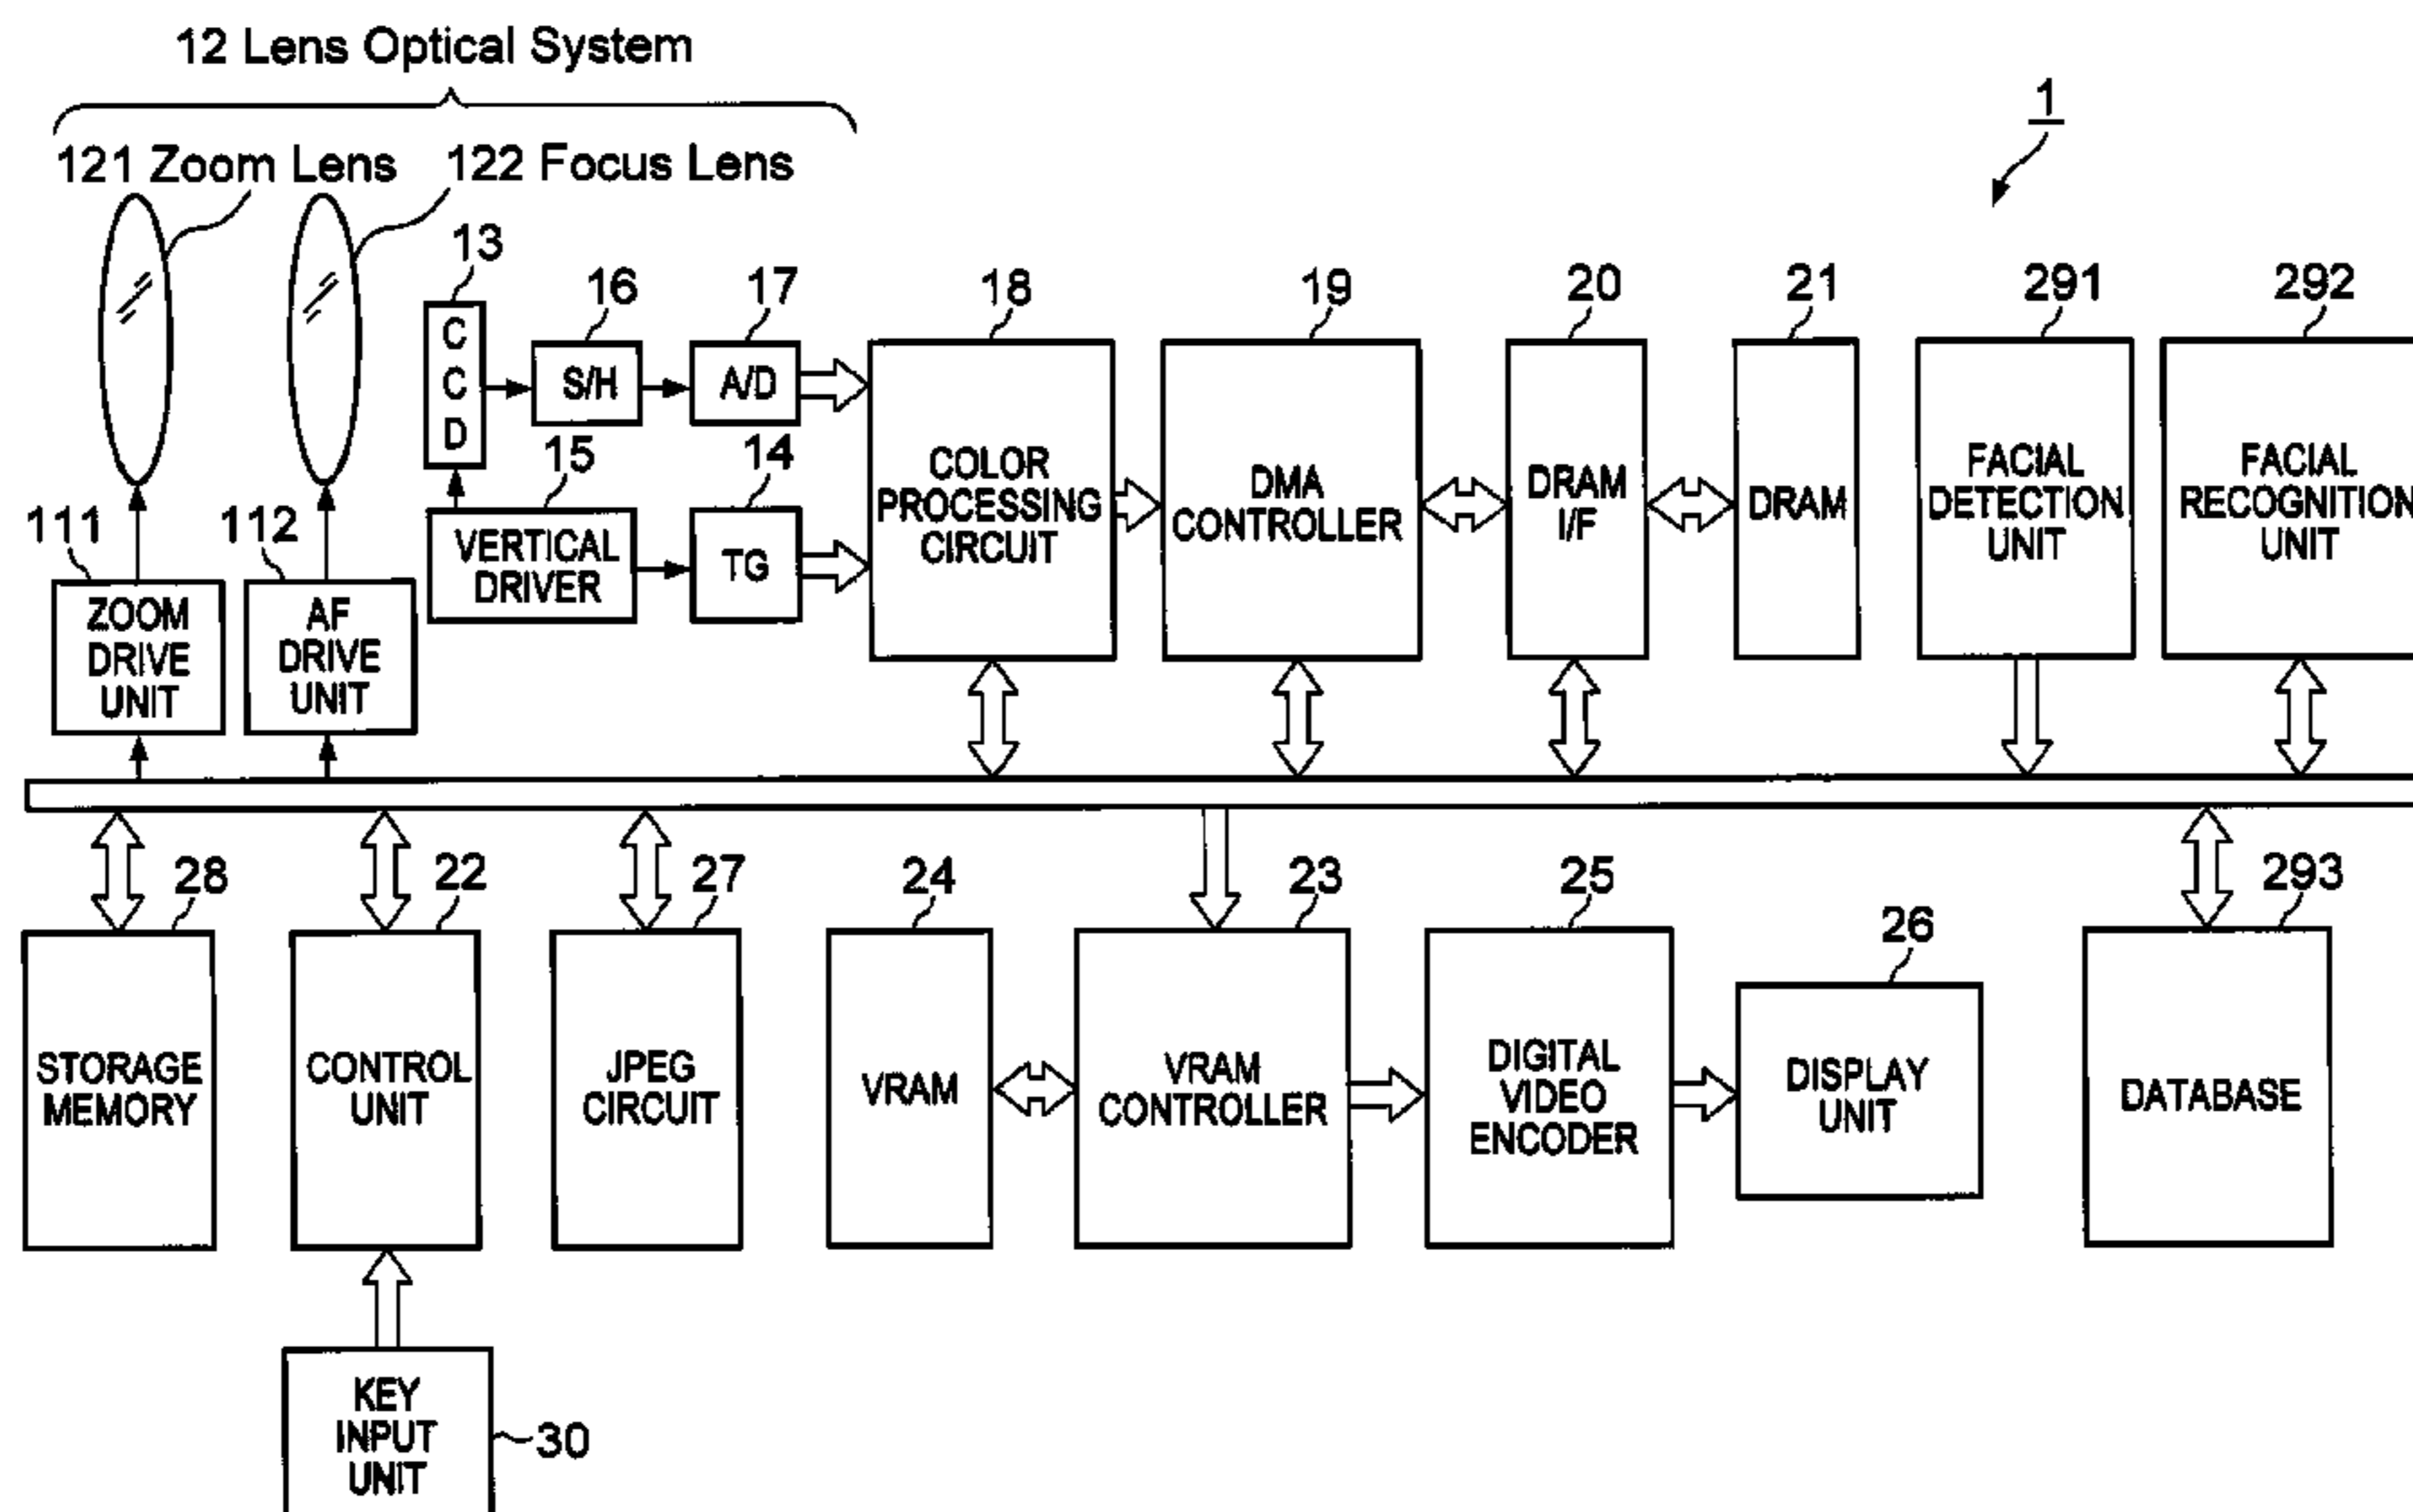 12 Lens Optical System
1
121 Zoom Lens
122 Focus Lens
13
16
17
18
19
20
21
291
292
C
C
D
S/H
A/D
15
14
COLOR
PROCESSING
CIRCUIT
DMA
CONTROLLER
DRAM
I/F
DRAM
FACIAL
DETECTION
UNIT
FACIAL
RECOGNITION
UNIT
111
112
VERTICAL
DRIVER
TG
ZOOM
DRIVE
UNIT
AF
DRIVE
UNIT
28
22
27
24
23
25
26
293
STORAGE
MEMORY
CONTROL
UNIT
JPEG
CIRCUIT
VRAM
VRAM
CONTROLLER
DIGITAL
VIDEO
ENCODER
DISPLAY
UNIT
DATABASE
KEY
INPUT
UNIT
30